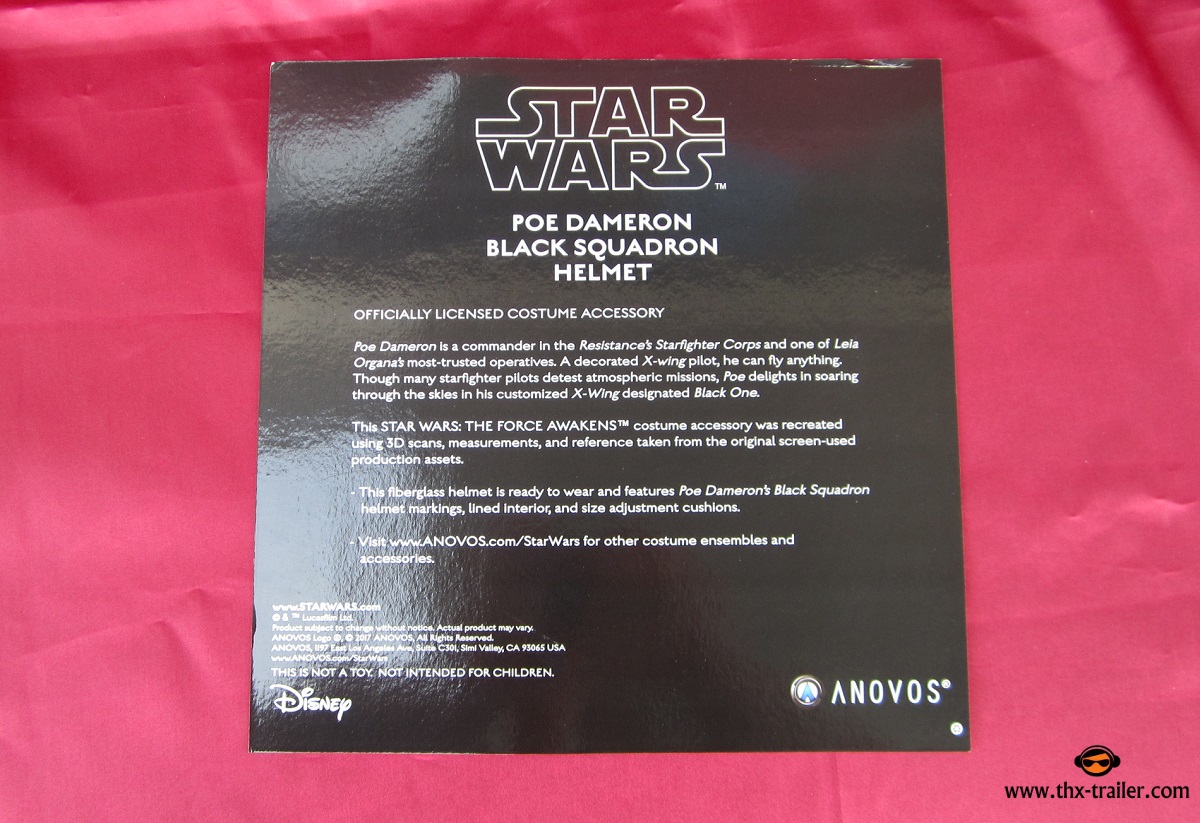 STAR
WARS™
POE DAMERON
BLACK SQUADRON
HELMET
OFFICIALLY LICENSED COSTUME ACCESSORY
Poe Dameron is a commander in the Resistance's Starfighter Corps and one of Leia
Organa's most-trusted operatives. A decorated X-wing pilot, he can fly anything.
Though many starfighter pilots detest atmospheric missions, Poe delights in soaring
through the skies in his customized X-Wing designated Black One.
This STAR WARS: THE FORCE AWAKENS™ costume accessory was recreated
using 3D scans, measurements, and reference taken from the original screen-used
production assets.
- This fiberglass helmet is ready to wear and features Poe Dameron's Black Squadron
helmet markings, lined interior, and size adjustment cushions.
- Visit www.ANOVOS.com/StarWars for other costume ensembles and
accessories.
www.STARWARS.com
© & ™ Lucasfilm Ltd.
Product subject to change without notice. Actual product may vary.
ANOVOS Logo ®, © 2017 ANOVOS, All Rights Reserved.
ANOVOS, 1197 East Los Angeles Ave, Suite C301, Simi Valley, CA 93065 USA
www.ANOVOS.com/StarWars
THIS IS NOT A TOY. NOT INTENDED FOR CHILDREN.
Disney
ANOVOS®
www.thx-trailer.com